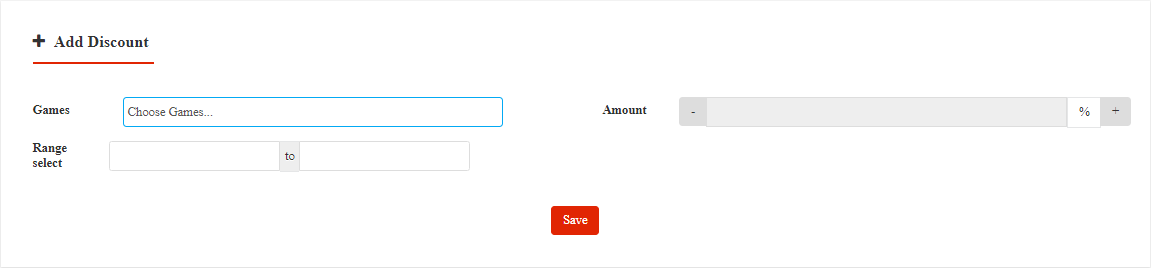 Add Discount
Games
Choose Games...
Amount
-
%
+
Range
select
to
Save